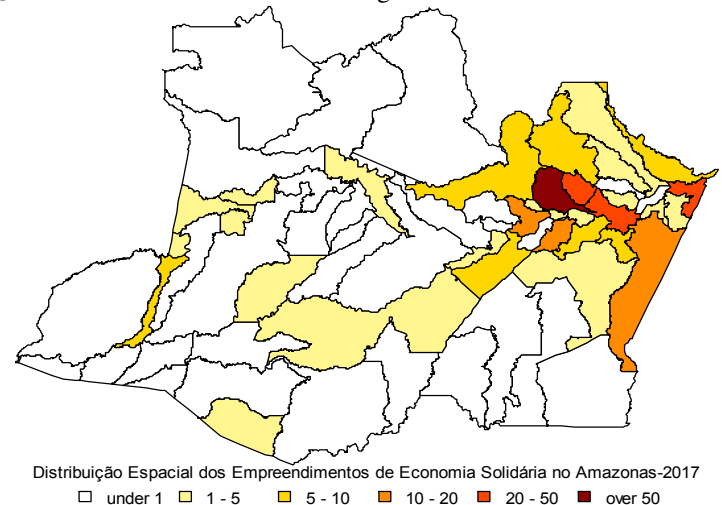 Distribuição Espacial dos Empreendimentos de Economia Solidária no Amazonas-2017
under 1 1 - 5 5 - 10 10 - 20 20 - 50 over 50